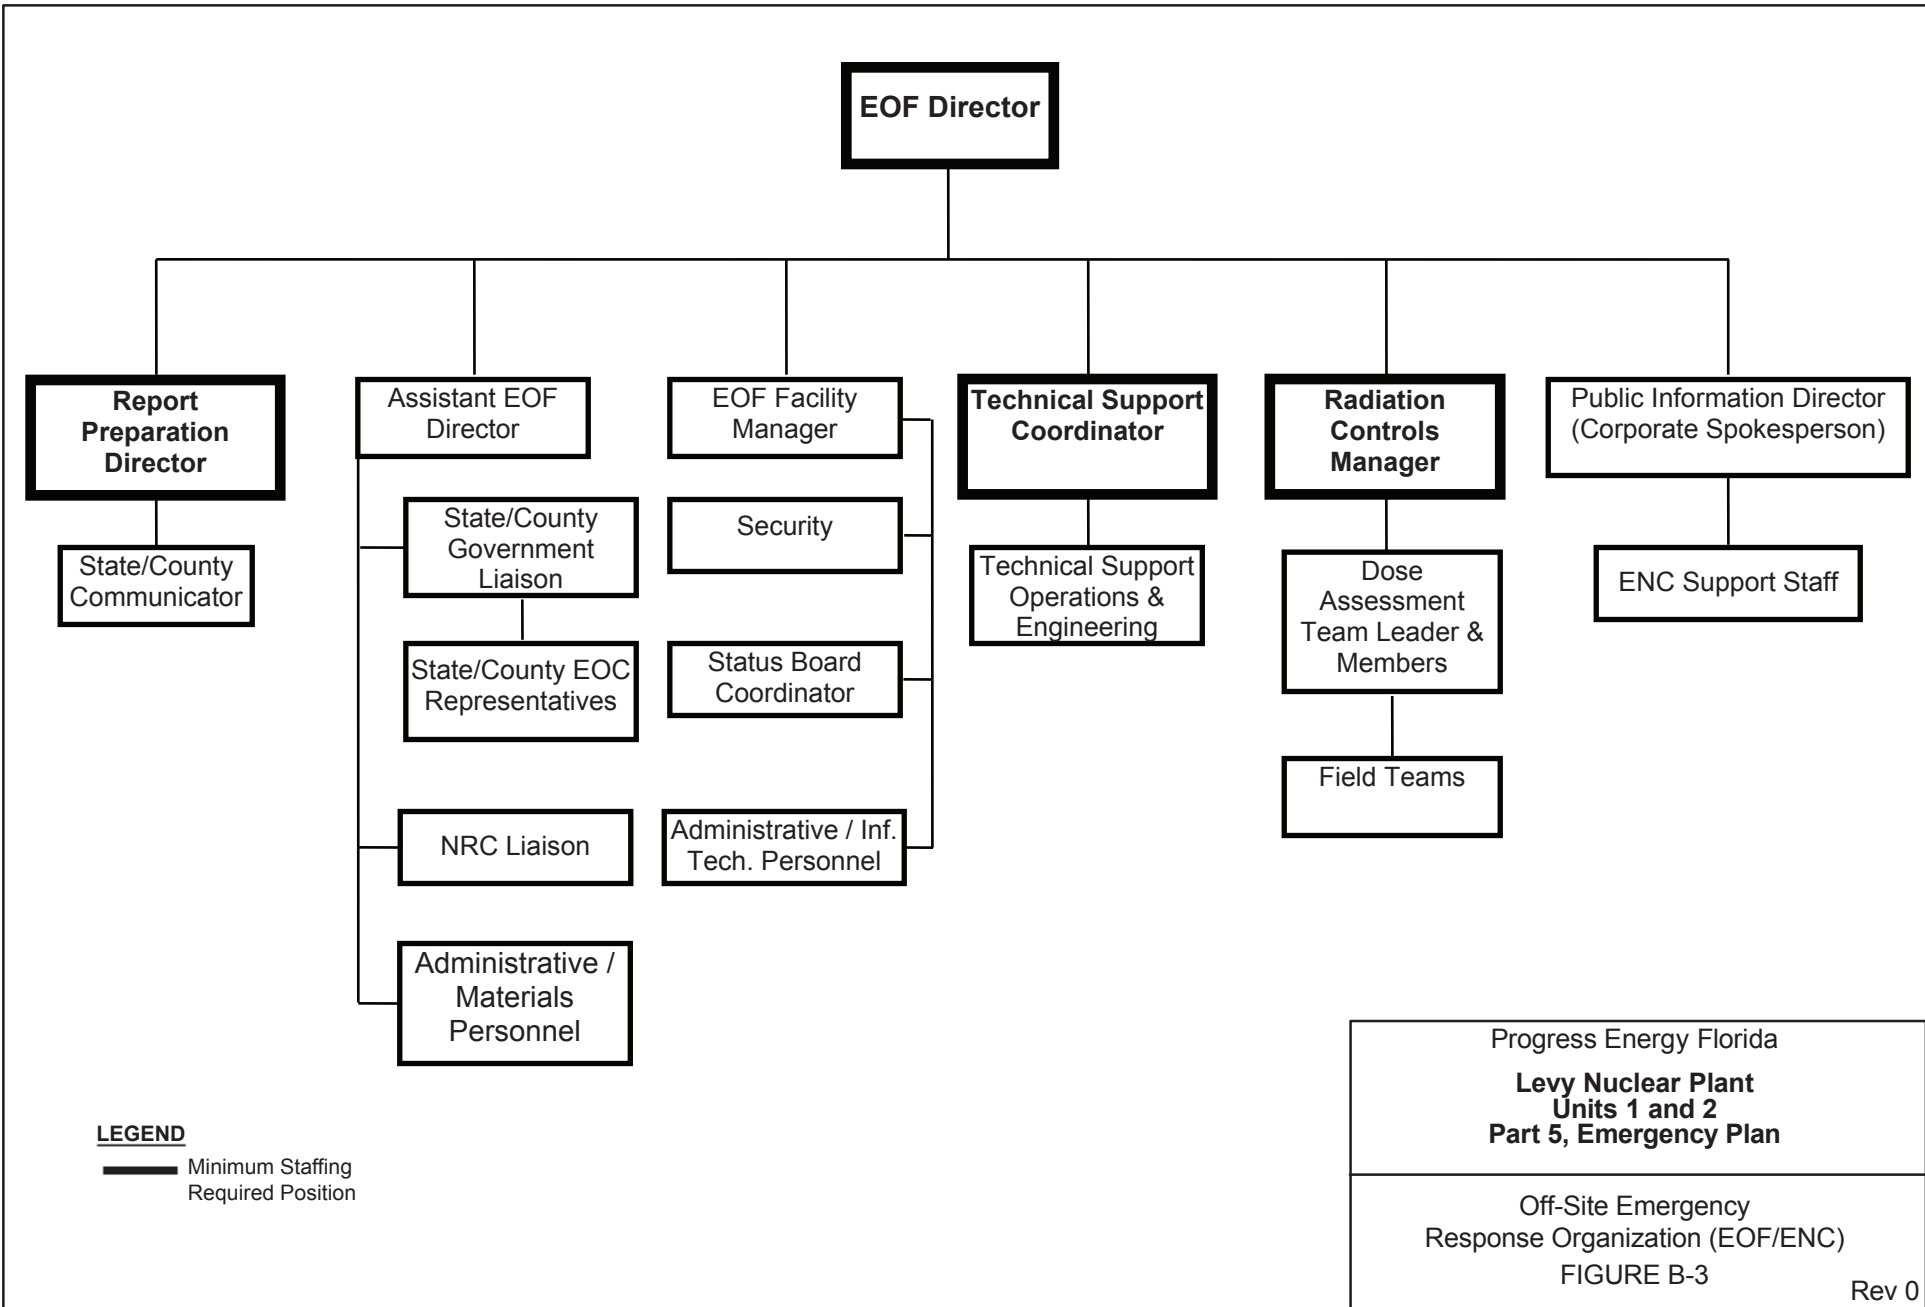 EOF Director
Report
Preparation
Director
Assistant EOF
Director
EOF Facility
Manager
Technical Support
Coordinator
Radiation
Controls
Manager
Public Information Director
(Corporate Spokesperson)
State/County
Communicator
State/County
Government
Liaison
Security
Technical Support
Operations &
Engineering
Dose
Assessment
Team Leader &
Members
ENC Support Staff
State/County EOC
Representatives
Status Board
Coordinator
Field Teams
NRC Liaison
Administrative / Inf.
Tech. Personnel
Administrative /
Materials
Personnel
LEGEND
Minimum Staffing
Required Position
Progress Energy Florida
Levy Nuclear Plant
Units 1 and 2
Part 5, Emergency Plan
Off-Site Emergency
Response Organization (EOF/ENC)
FIGURE B-3
Rev 0